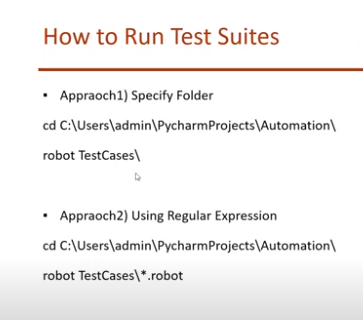 How to Run Test Suites
• Appraoch1) Specify Folder
cd C:\Users\admin\PycharmProjects\Automation\
robot TestCases\
• Appraoch2) Using Regular Expression
cd C:\Users\admin\PycharmProjects\Automation\
robot TestCases\*.robot